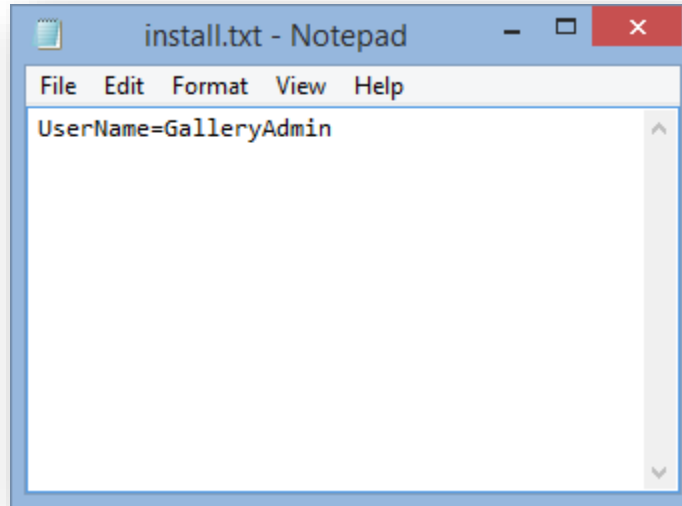 install.txt - Notepad
File Edit Format View Help
UserName=GalleryAdmin